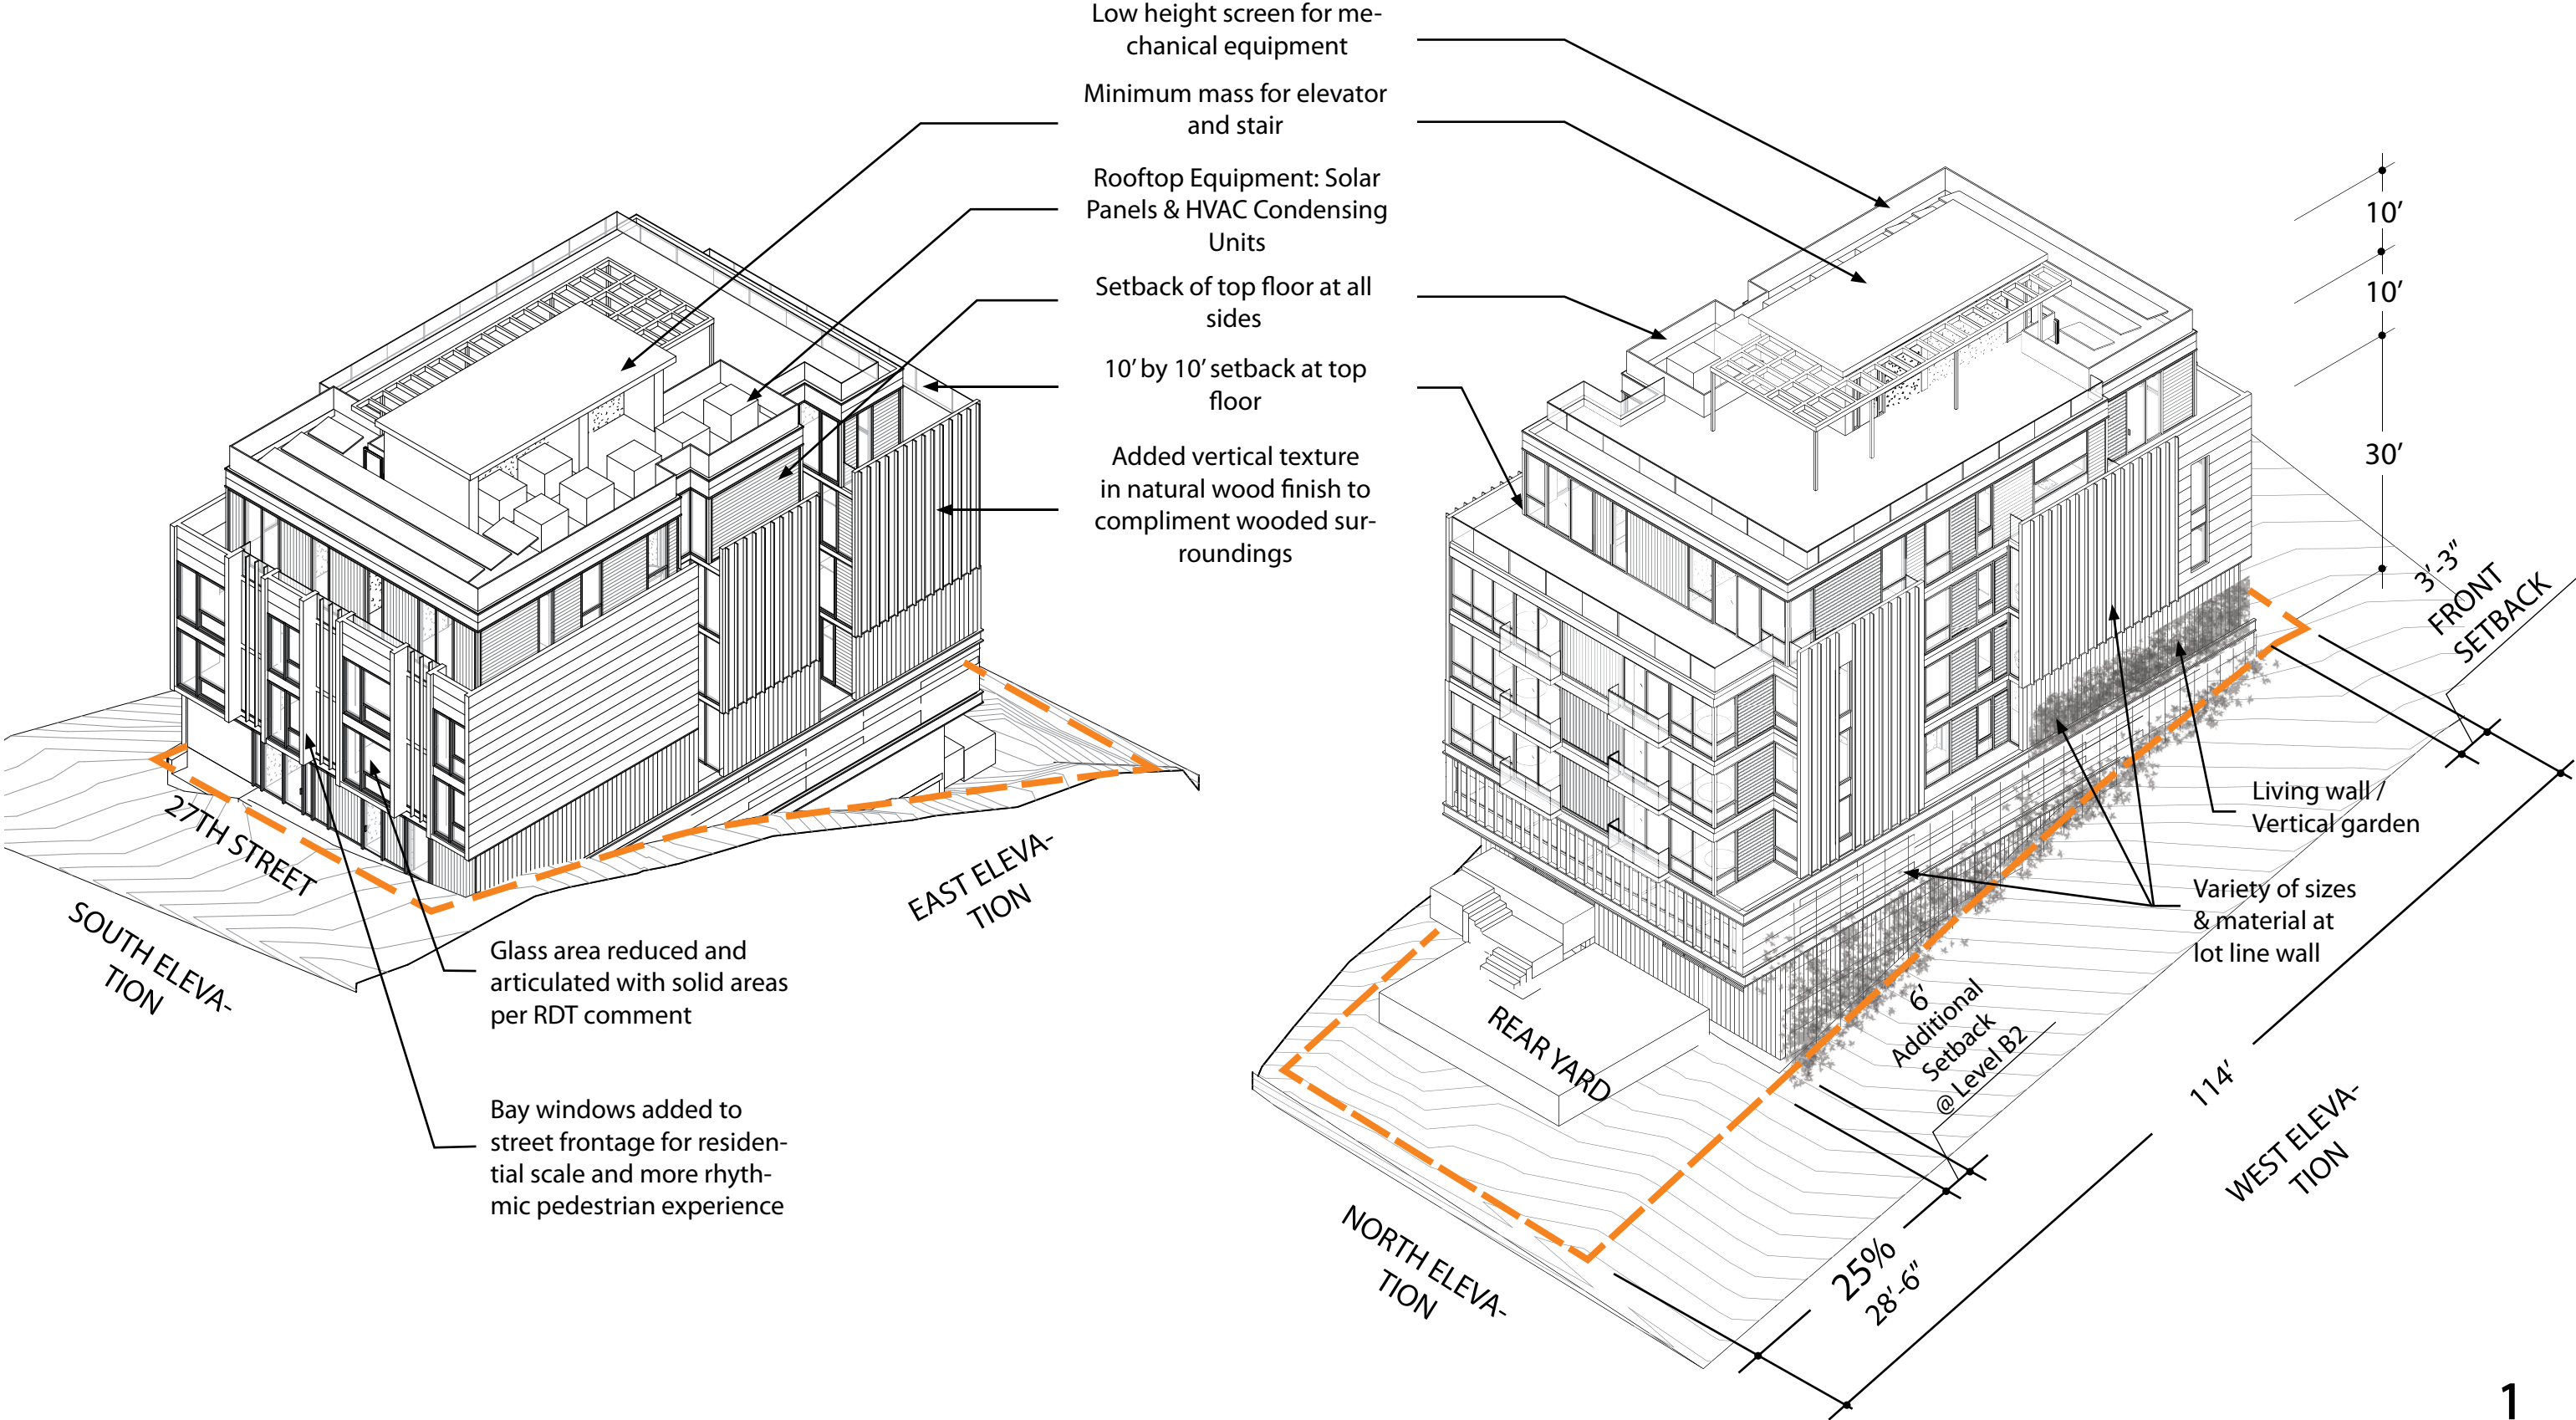 Low height screen for me-
chanical equipment
Minimum mass for elevator
and stair
Rooftop Equipment: Solar
Panels & HVAC Condensing
Units
Setback of top floor at all
sides
10’ by 10’ setback at top
floor
Added vertical texture
in natural wood finish to
compliment wooded sur-
roundings
10’
10’
30’
3’-3”
FRONT
SETBACK
Living wall /
Vertical garden
Variety of sizes
& material at
lot line wall
27TH STREET
SOUTH ELEVA-
TION
EAST ELEVA-
TION
Glass area reduced and
articulated with solid areas
per RDT comment
Bay windows added to
street frontage for residen-
tial scale and more rhyth-
mic pedestrian experience
REAR YARD
6’
Additional
Setback
@ Level B2
114’
WEST ELEVA-
TION
NORTH ELEVA-
TION
25%
28’-6”
1